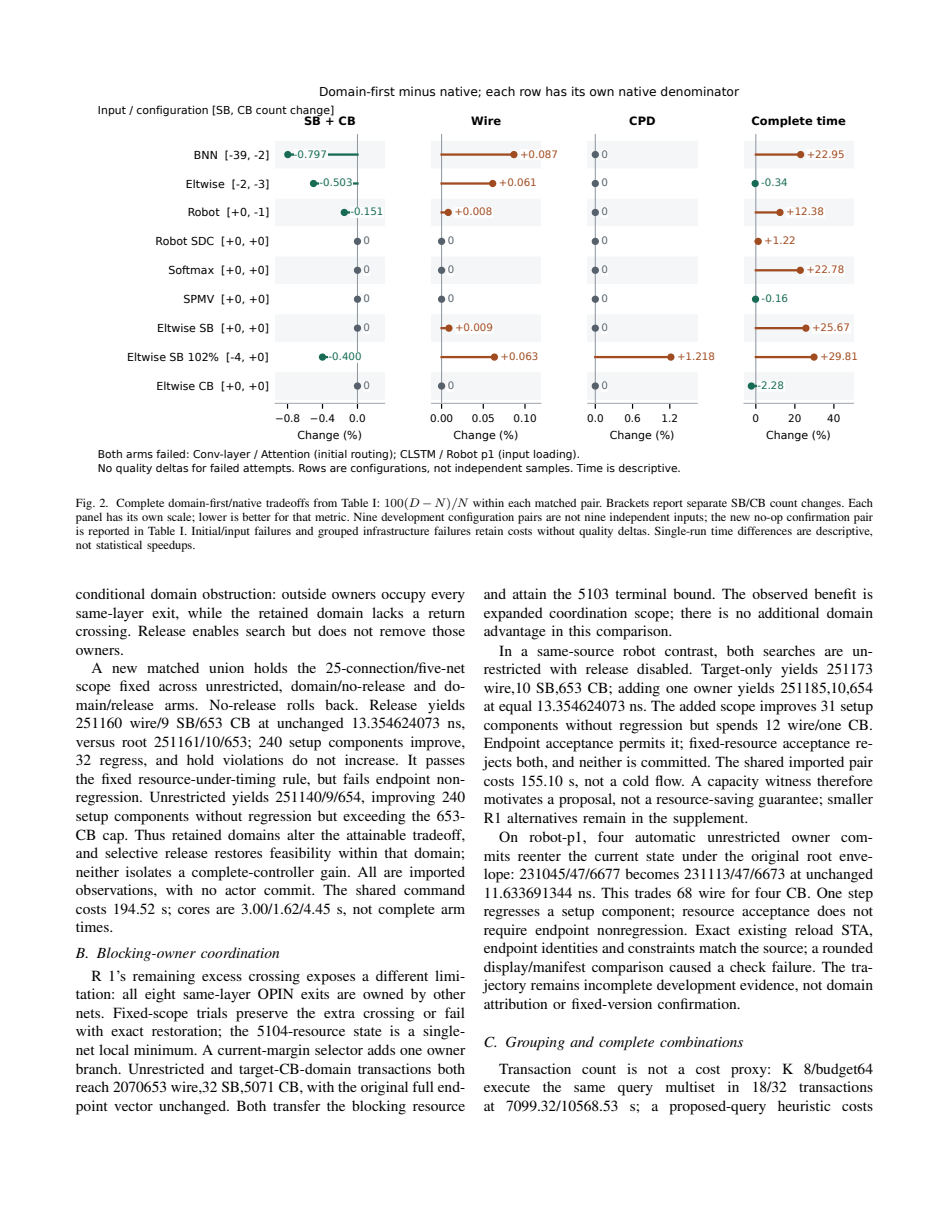 Domain-first minus native; each row has its own native denominator
Input / configuration [SB, CB count change]
SB + CB Wire CPD Complete time
BNN [-39, -2] -0.797 +0.087 0 +22.95
Eltwise [-2, -3] -0.503 +0.061 0 -0.34
Robot [+0, -1] -0.151 +0.008 0 +12.38
Robot SDC [+0, +0] 0 0 0 +1.22
Softmax [+0, +0] 0 0 0 +22.78
SPMV [+0, +0] 0 0 0 -0.16
Eltwise SB [+0, +0] 0 +0.009 0 +25.67
Eltwise SB 102% [-4, +0] -0.400 +0.063 +1.218 +29.81
Eltwise CB [+0, +0] 0 0 0 -2.28
−0.8 −0.4 0.0 0.00 0.05 0.10 0.0 0.6 1.2 0 20 40
Change (%) Change (%) Change (%) Change (%)
Both arms failed: Conv-layer / Attention (initial routing); CLSTM / Robot p1 (input loading).
No quality deltas for failed attempts. Rows are configurations, not independent samples. Time is descriptive.
Fig. 2. Complete domain-first/native tradeoffs from Table I: 100(D − N)/N within each matched pair. Brackets report separate SB/CB count changes. Each
panel has its own scale; lower is better for that metric. Nine development configuration pairs are not nine independent inputs; the new no-op confirmation pair
is reported in Table I. Initial/input failures and grouped infrastructure failures retain costs without quality deltas. Single-run time differences are descriptive,
not statistical speedups.
conditional domain obstruction: outside owners occupy every
same-layer exit, while the retained domain lacks a return
crossing. Release enables search but does not remove those
owners.
A new matched union holds the 25-connection/five-net
scope fixed across unrestricted, domain/no-release and do-
main/release arms. No-release rolls back. Release yields
251160 wire/9 SB/653 CB at unchanged 13.354624073 ns,
versus root 251161/10/653; 240 setup components improve,
32 regress, and hold violations do not increase. It passes
the fixed resource-under-timing rule, but fails endpoint non-
regression. Unrestricted yields 251140/9/654, improving 240
setup components without regression but exceeding the 653-
CB cap. Thus retained domains alter the attainable tradeoff,
and selective release restores feasibility within that domain;
neither isolates a complete-controller gain. All are imported
observations, with no actor commit. The shared command
costs 194.52 s; cores are 3.00/1.62/4.45 s, not complete arm
times.
B. Blocking-owner coordination
R 1's remaining excess crossing exposes a different limi-
tation: all eight same-layer OPIN exits are owned by other
nets. Fixed-scope trials preserve the extra crossing or fail
with exact restoration; the 5104-resource state is a single-
net local minimum. A current-margin selector adds one owner
branch. Unrestricted and target-CB-domain transactions both
reach 2070653 wire,32 SB,5071 CB, with the original full end-
point vector unchanged. Both transfer the blocking resource
and attain the 5103 terminal bound. The observed benefit is
expanded coordination scope; there is no additional domain
advantage in this comparison.
In a same-source robot contrast, both searches are un-
restricted with release disabled. Target-only yields 251173
wire,10 SB,653 CB; adding one owner yields 251185,10,654
at equal 13.354624073 ns. The added scope improves 31 setup
components without regression but spends 12 wire/one CB.
Endpoint acceptance permits it; fixed-resource acceptance re-
jects both, and neither is committed. The shared imported pair
costs 155.10 s, not a cold flow. A capacity witness therefore
motivates a proposal, not a resource-saving guarantee; smaller
R1 alternatives remain in the supplement.
On robot-p1, four automatic unrestricted owner com-
mits reenter the current state under the original root enve-
lope: 231045/47/6677 becomes 231113/47/6673 at unchanged
11.633691344 ns. This trades 68 wire for four CB. One step
regresses a setup component; resource acceptance does not
require endpoint nonregression. Exact existing reload STA,
endpoint identities and constraints match the source; a rounded
display/manifest comparison caused a check failure. The tra-
jectory remains incomplete development evidence, not domain
attribution or fixed-version confirmation.
C. Grouping and complete combinations
Transaction count is not a cost proxy: K 8/budget64
execute the same query multiset in 18/32 transactions
at 7099.32/10568.53 s; a proposed-query heuristic costs